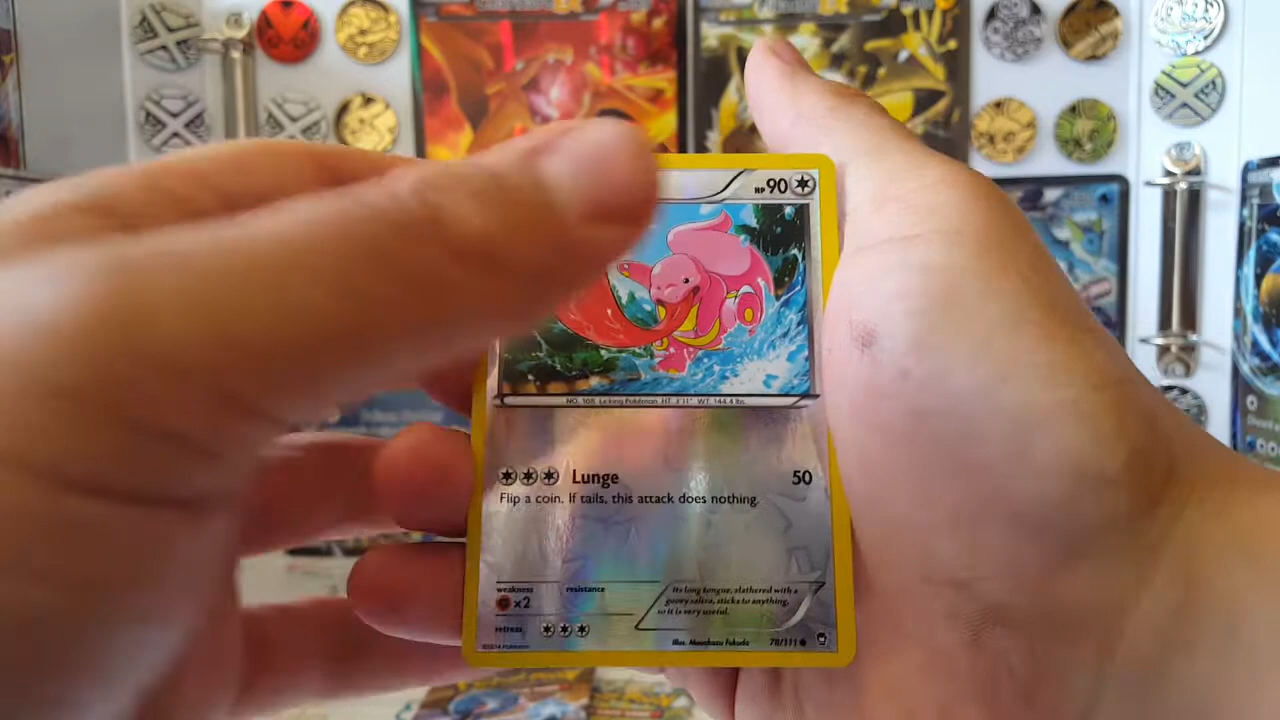 HP 90
NO. 108 Licking Pokémon HT: 3'11" WT: 144.4 lbs.
Lunge 50
Flip a coin. If tails, this attack does nothing.
weakness resistance
×2
Its long tongue, slathered with a
gooey saliva, sticks to anything,
so it is very useful.
retreat
©2014 Pokémon
Illus. Masakazu Fukuda 78/111